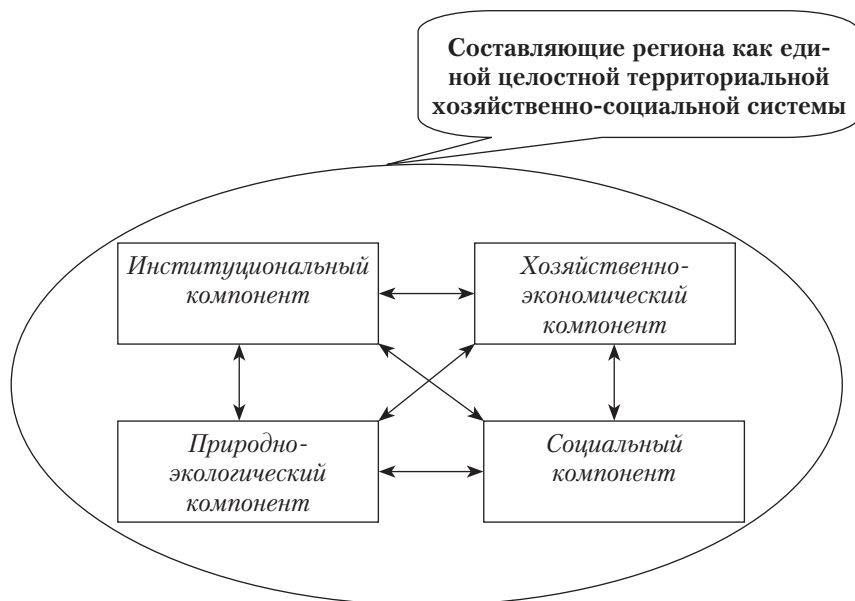 Составляющие региона как еди-
ной целостной территориальной
хозяйственно-социальной системы
Институциональный
компонент
Хозяйственно-
экономический
компонент
Природно-
экологический
компонент
Социальный
компонент